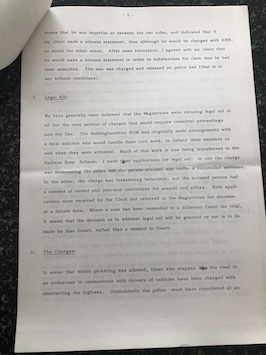 - 5 -
stress that he was impartial as between the two sides, and indicated that if
my client made a witness statement, then although he would be charged with ABH,
so would the other miner. After some reluctance, I agreed with my client that
he would make a witness statement in order to substantiate his claim that he had
been assaulted. The man was charged and released on police bail (that is to
say without conditions).
5. Legal Aid:
We have generally been informed that the Magistrates were refusing legal aid in
all but the most serious of charges that would require committal proceedings
and the like. The Nottinghamshire NUM had originally made arrangements with
a local solicitor who would handle their civil work, to defend their members as
and when they were arrested. Much of this work is now being transferred to the
Haldane Rota Scheme. I made applications for legal aid: in one the charge
was obstructing the police but the person accused was under a suspended sentence.
In the other, the charge was threatening behaviour, but the accused person had
a number of recent and previous convictions for assault and affray. Both appli-
cations were received by the Clerk but referred to the Magistrates for decision
at a future date. Where a case has been remanded to a different Court for trial,
it seems that the decision as to whether legal aid will be granted or not is to be
made by that Court, rather than a remand in Court.
6. The Charges:
It seems that where picketing was allowed, those who stepped the road in
an endeavour to communicate with drivers of vehicles have been charged with
obstructing the highway. Undoubtedly the police must have considered at an